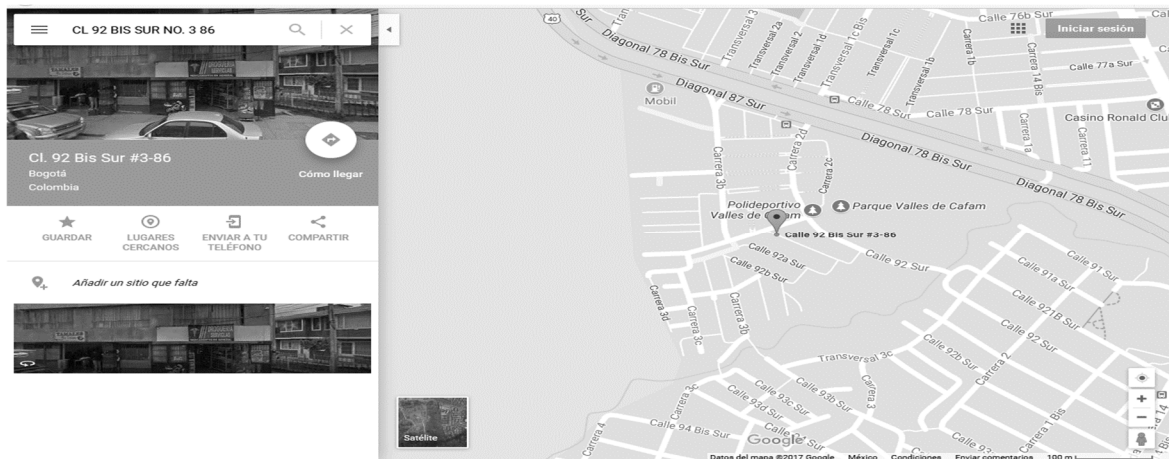 CL 92 BIS SUR NO. 3 86
Cl. 92 Bis Sur #3-86
Bogotá
Colombia
Cómo llegar
GUARDAR
LUGARES
CERCANOS
ENVIAR A TU
TELÉFONO
COMPARTIR
Añadir un sitio que falta
Satélite
40
Sur
Diagonal 78 Bis Sur
Transversal 3
Transversal 2a
Transversal 2
Transversal 1d
Transversal 1c Bis
Transversal 1c
Transversal 1b
Carrera 1b
Calle 76b Sur
Iniciar sesión
Carrera 14 Bis
Calle 77a Sur
Mobil
Diagonal 87 Sur
Calle 78 Sur
Calle 78 Sur
Casino Ronald Clu
Diagonal 78 Bis Sur
Carrera 1a
Carrera 11
Diagonal 78 Bis Sur
Carrera 3b
Carrera 2d
Carrera 2c
Polideportivo
Valles de Cafam
Parque Valles de Cafam
Calle 92 Bis Sur #3-86
Calle 92a Sur
Calle 92b Sur
Calle 92 Sur
Carrera 3d
Carrera 3b
Carrera 3c
Calle 91 Sur
Calle 91a Sur
Calle 921B Sur
Calle 92 Sur
Calle 92b Sur
Carrera 2
Transversal 3c
Carrera 3c
Calle 93c Sur
Calle 93b Sur
Calle 93d Sur
Carrera 3
Carrera 1 Bis
Carrera 4
Calle 94 Bis Sur
Calle 93
14
Google
Datos del mapa ©2017 Google México Condiciones Enviar comentarios 100 m